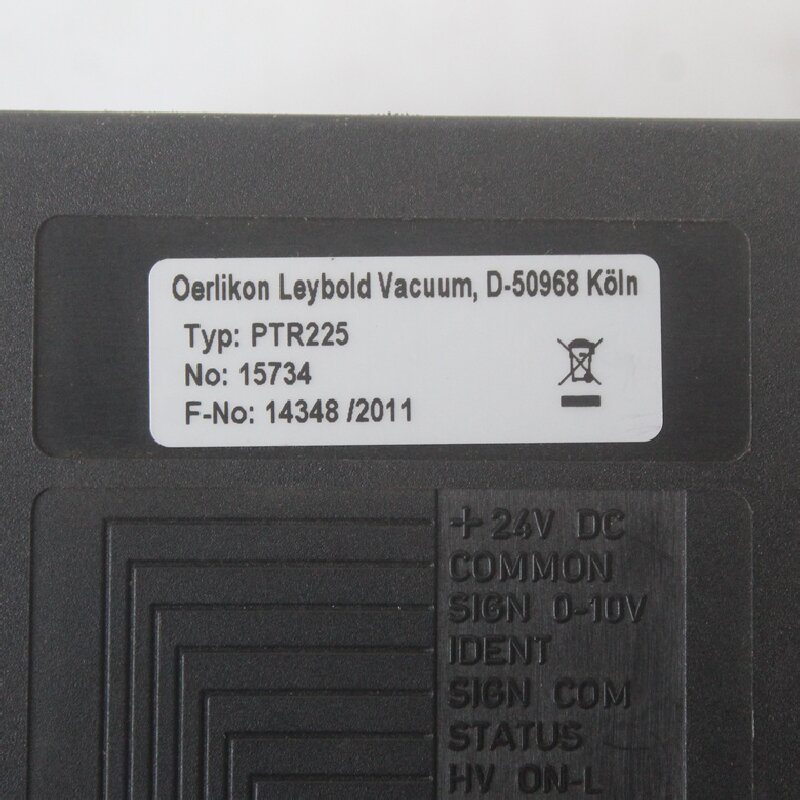 Oerlikon Leybold Vacuum, D-50968 Köln
Typ: PTR225
No: 15734
F-No: 14348 /2011
+24V DC
COMMON
SIGN 0-10V
IDENT
SIGN COM
STATUS
HV ON-L